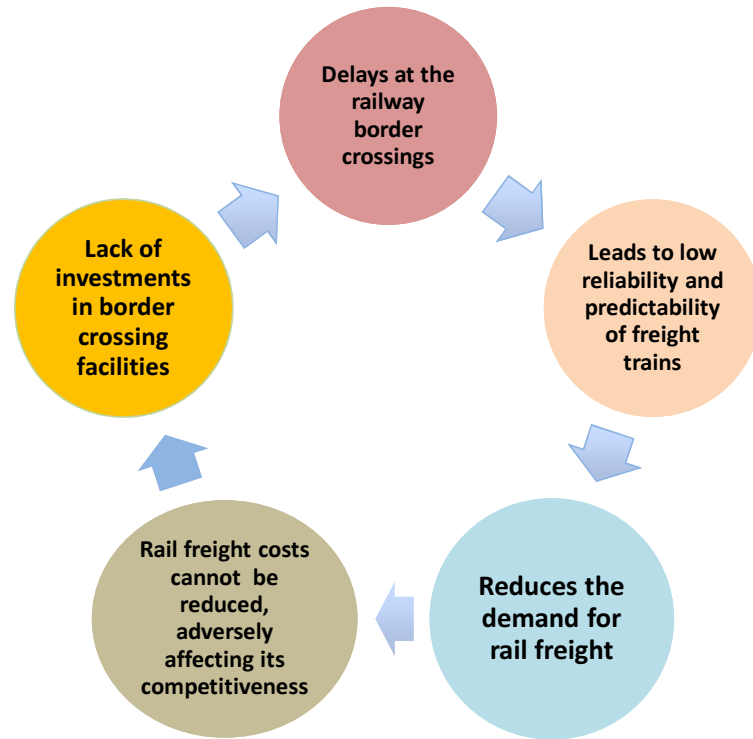 Delays at the
railway
border
crossings
Leads to low
reliability and
predictability
of freight
trains
Reduces the
demand for
rail freight
Rail freight costs
cannot be
reduced,
adversely
affecting its
competitiveness
Lack of
investments
in border
crossing
facilities